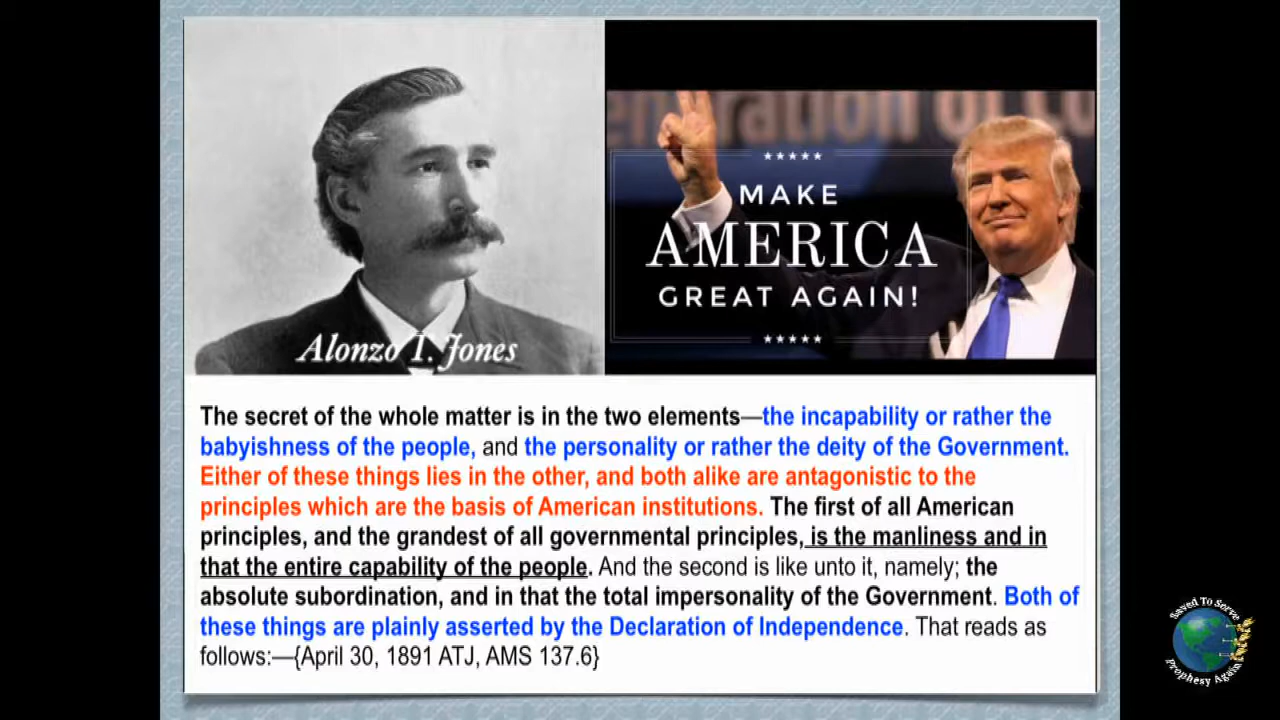 eneration of Co
★★★★★
MAKE
AMERICA
GREAT AGAIN!
★★★★★
Alonzo T. Jones
The secret of the whole matter is in the two elements—the incapability or rather the
babyishness of the people, and the personality or rather the deity of the Government.
Either of these things lies in the other, and both alike are antagonistic to the
principles which are the basis of American institutions. The first of all American
principles, and the grandest of all governmental principles, is the manliness and in
that the entire capability of the people. And the second is like unto it, namely; the
absolute subordination, and in that the total impersonality of the Government. Both of
these things are plainly asserted by the Declaration of Independence. That reads as
follows:—{April 30, 1891 ATJ, AMS 137.6}
Saved To Serve
Prophesy Again